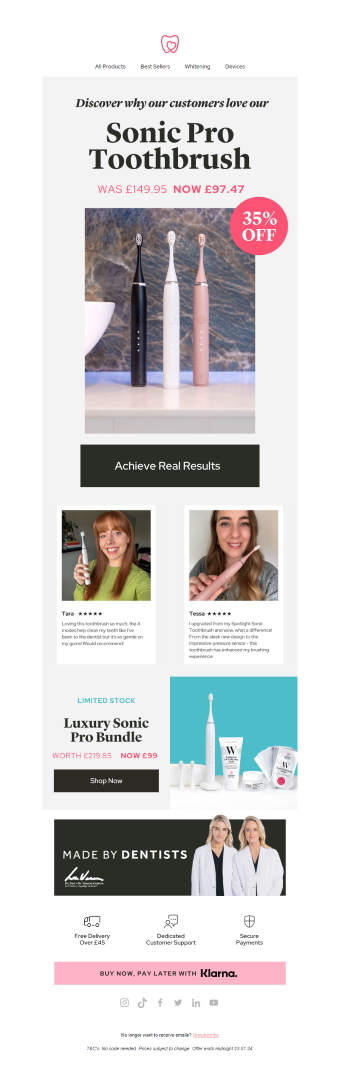 All Products Best Sellers Whitening Devices
Discover why our customers love our
Sonic Pro
Toothbrush
WAS £149.95 NOW £97.47
35%
OFF
Achieve Real Results
Tara ★★★★★
Loving this toothbrush so much, the 4
modes help clean my teeth like I've
been to the dentist but it's so gentle on
my gums! Would recommend!
Tessa ★★★★★
I upgraded from my Spotlight Sonic
Toothbrush and wow, what a difference!
From the sleek new design to the
impressive pressure sensor - this
toothbrush has enhanced my brushing
experience.
LIMITED STOCK
Luxury Sonic
Pro Bundle
WORTH £219.85 NOW £99
Shop Now
W
MADE BY DENTISTS
Free Delivery
Over £45
Dedicated
Customer Support
Secure
Payments
BUY NOW, PAY LATER WITH Klarna.
No longer want to receive emails? Unsubscribe
T&C's: No code needed. Prices subject to change. Offer ends midnight 23.01.24